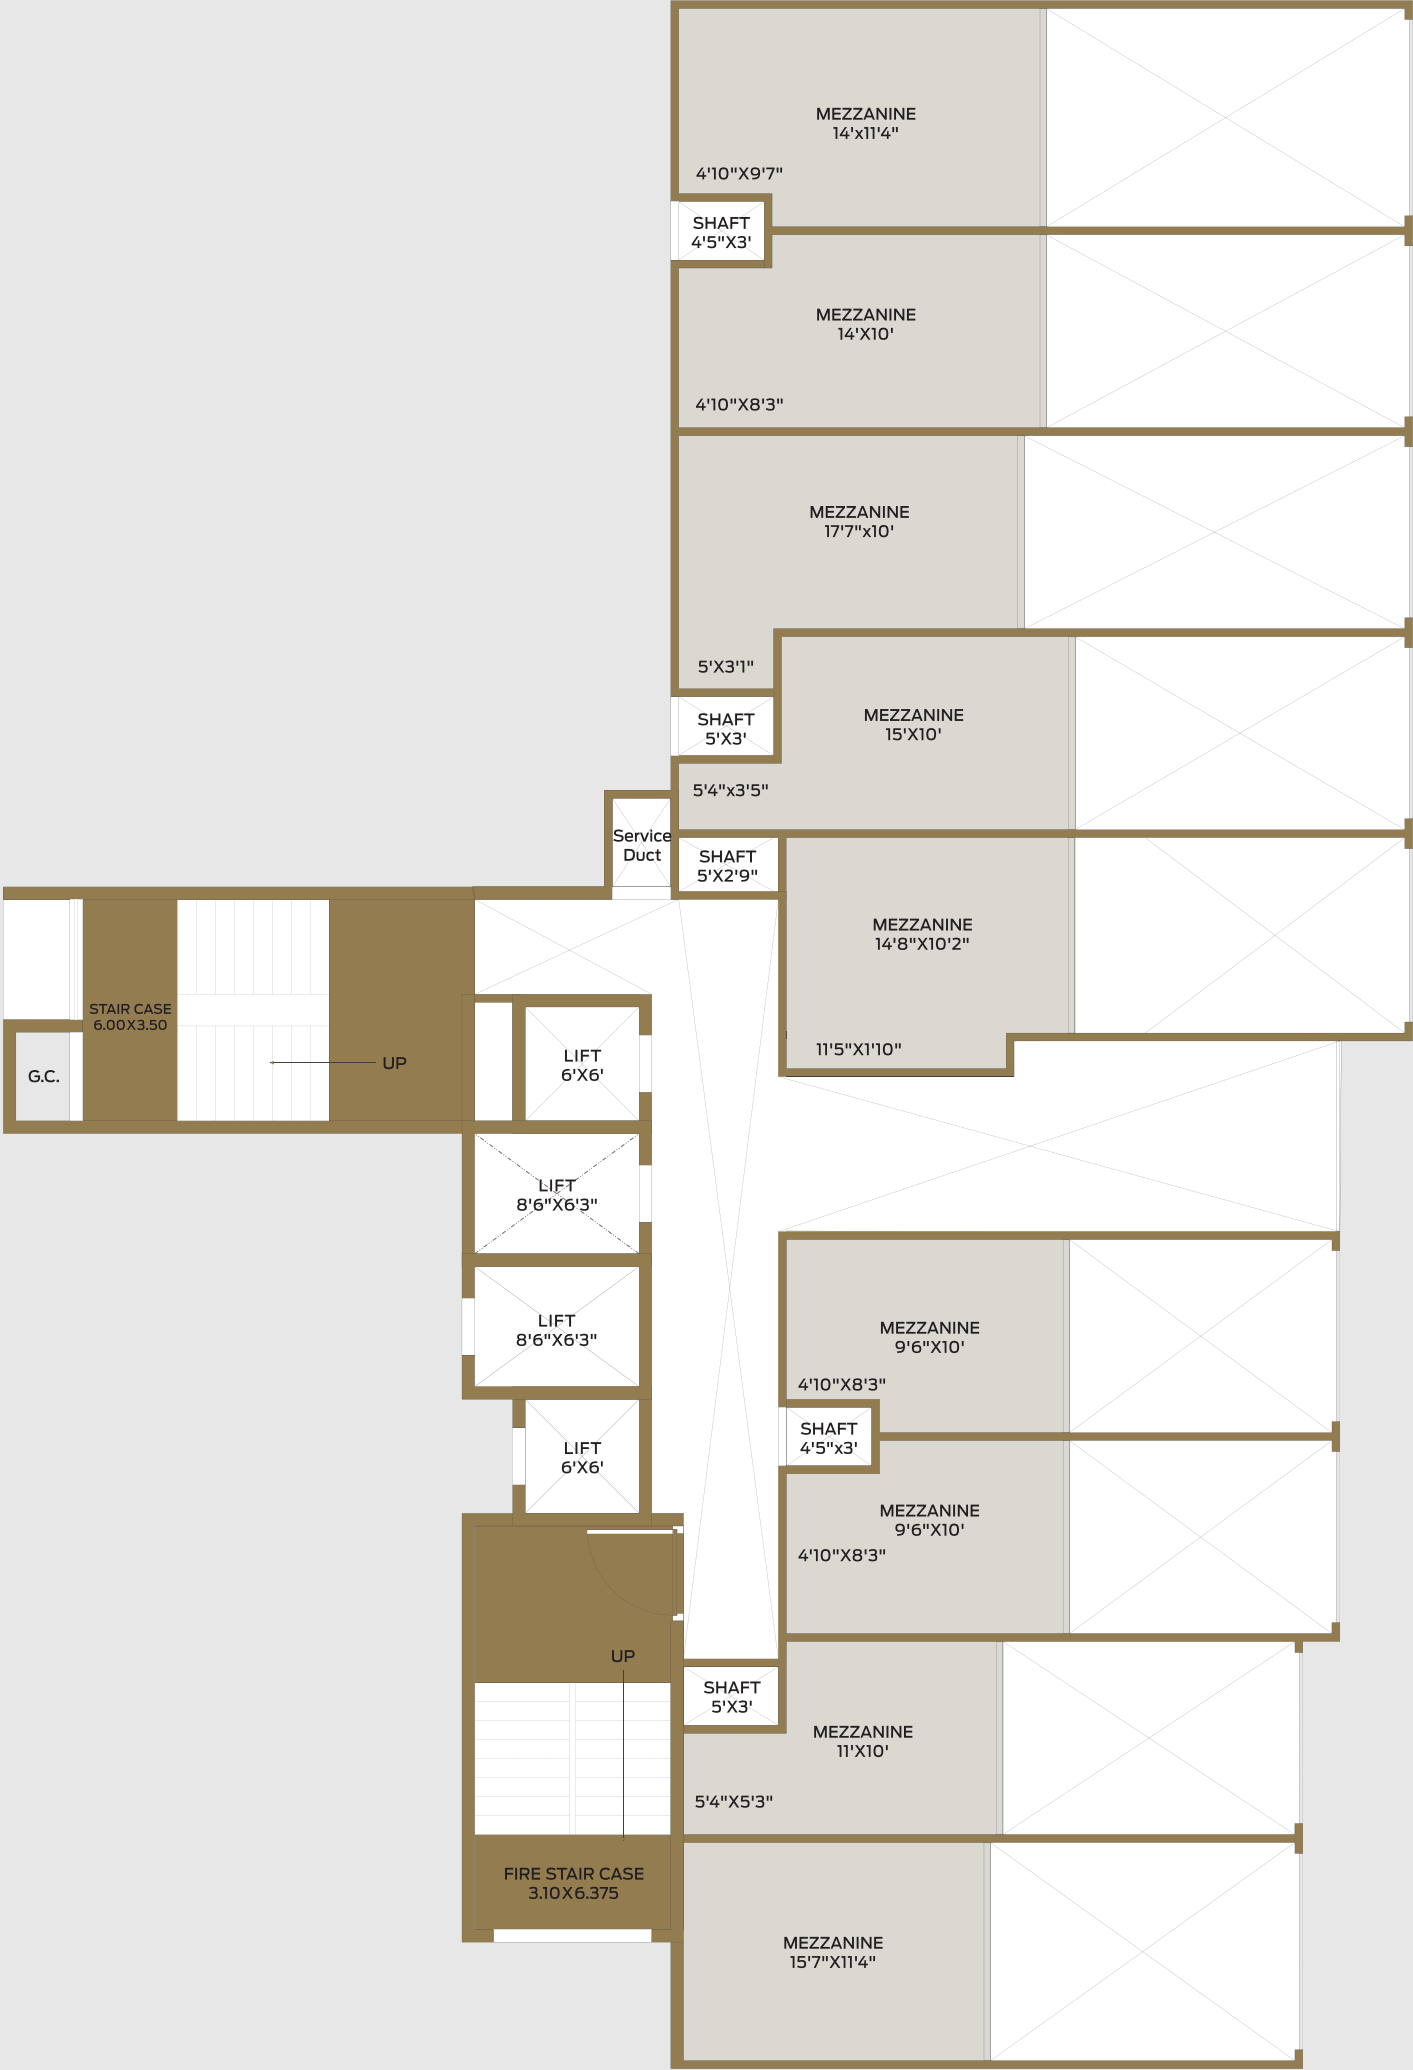 MEZZANINE
14'x11'4"
4'10"X9'7"
SHAFT
4'5"X3'
MEZZANINE
14'X10'
4'10"X8'3"
MEZZANINE
17'7"x10'
5'X3'1"
SHAFT
5'X3'
MEZZANINE
15'X10'
5'4"x3'5"
Service
Duct
SHAFT
5'X2'9"
MEZZANINE
14'8"X10'2"
11'5"X1'10"
STAIR CASE
6.00X3.50
UP
G.C.
LIFT
6'X6'
LIFT
8'6"X6'3"
LIFT
8'6"X6'3"
LIFT
6'X6'
MEZZANINE
9'6"X10'
4'10"X8'3"
SHAFT
4'5"x3'
MEZZANINE
9'6"X10'
4'10"X8'3"
UP
SHAFT
5'X3'
MEZZANINE
11'X10'
5'4"X5'3"
FIRE STAIR CASE
3.10X6.375
MEZZANINE
15'7"X11'4"